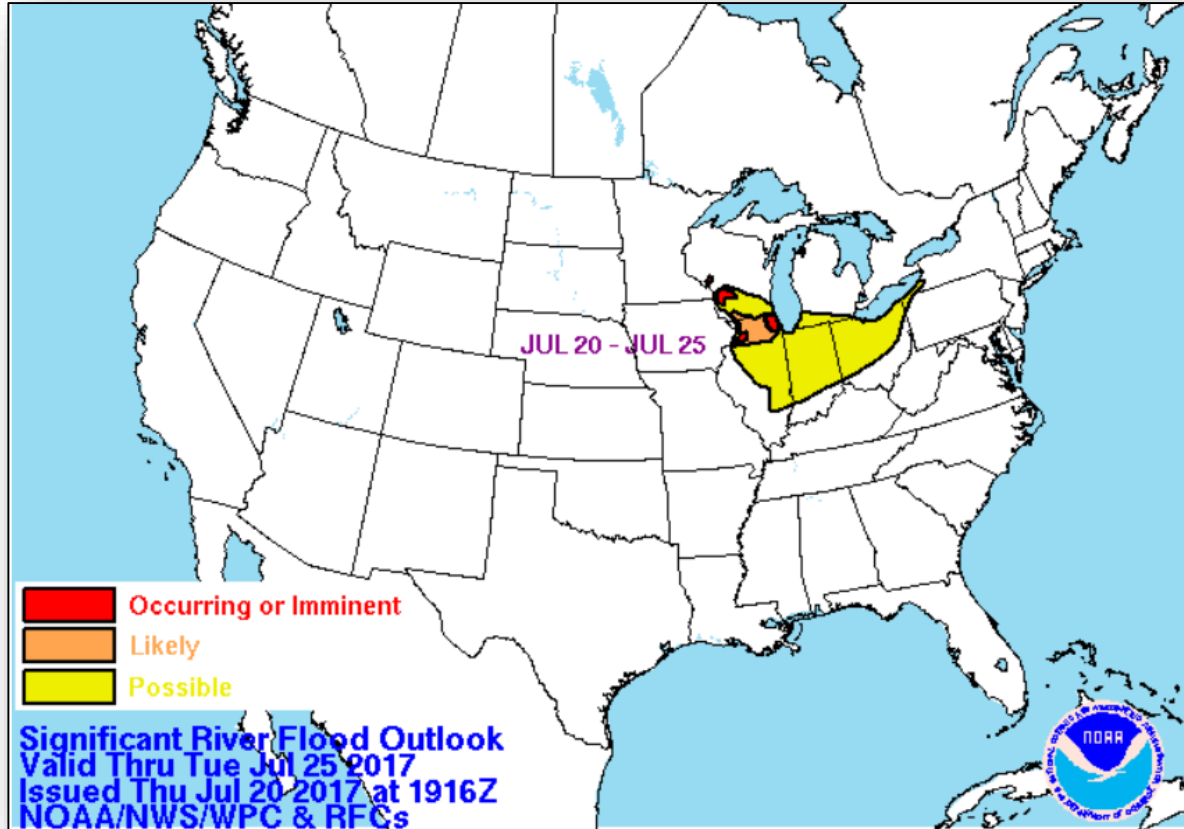 JUL 20 - JUL 25
Occurring or Imminent
Likely
Possible
Significant River Flood Outlook
Valid Thru Tue Jul 25 2017
Issued Thu Jul 20 2017 at 1916Z
NOAA/NWS/WPC & RFCs
NOAA